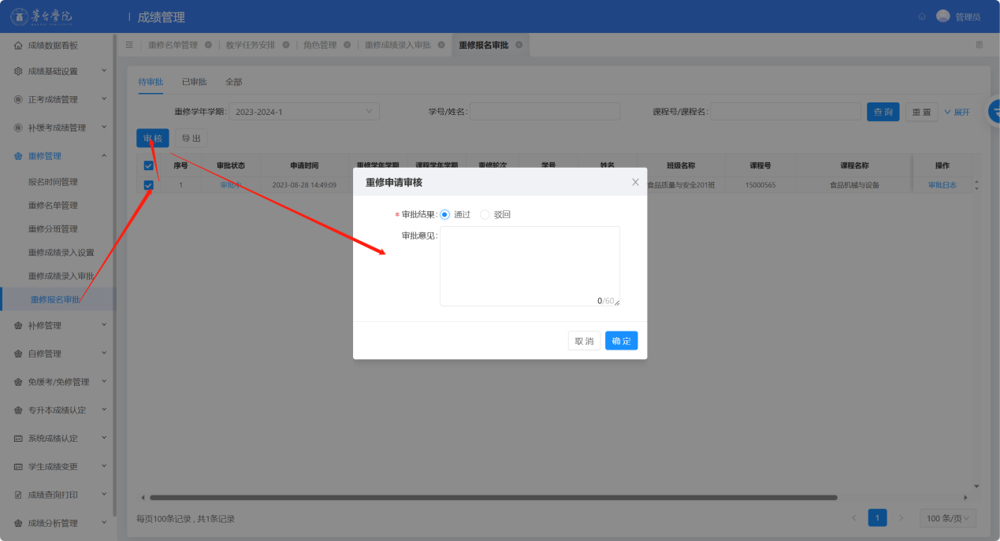 茅台学院
成绩管理
管理员
成绩数据看板
成绩基础设置
正考成绩管理
补缓考成绩管理
重修管理
报名时间管理
重修名单管理
重修分班管理
重修成绩录入设置
重修成绩录入审批
重修报名审批
补修管理
自修管理
免缓考/免修管理
专升本成绩认定
系统成绩认定
学生成绩变更
成绩查询打印
成绩分析管理
重修名单管理 教学任务安排 角色管理 重修成绩录入审批 重修报名审批
待审批 已审批 全部
重修学年学期: 2023-2024-1 学号/姓名: 课程号/课程名: 查 询 重 置 展开
审 核 导 出
序号 审批状态 申请时间 重修学年学期 课程学年学期 重修轮次 学号 姓名 班级名称 课程号 课程名称 操作
1 审批中 2023-08-28 14:49:09 食品质量与安全201班 15000565 食品机械与设备 审批日志
重修申请审核
* 审批结果: 通过 驳回
审批意见:
0/60
取 消 确 定
每页100条记录 , 共1条记录
1
100 条/页